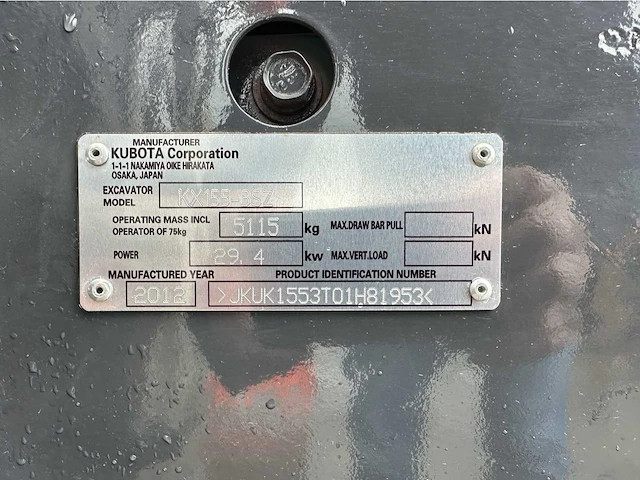 MANUFACTURER
KUBOTA Corporation
1-1-1 NAKAMIYA OIKE HIRAKATA
OSAKA, JAPAN
EXCAVATOR MODEL
OPERATING MASS INCL OPERATOR OF 75kg 5115 kg MAX.DRAW BAR PULL kN
POWER 29,4 kw MAX.VERT.LOAD kN
MANUFACTURED YEAR PRODUCT IDENTIFICATION NUMBER
2012 >JKUK1553T01H81953<